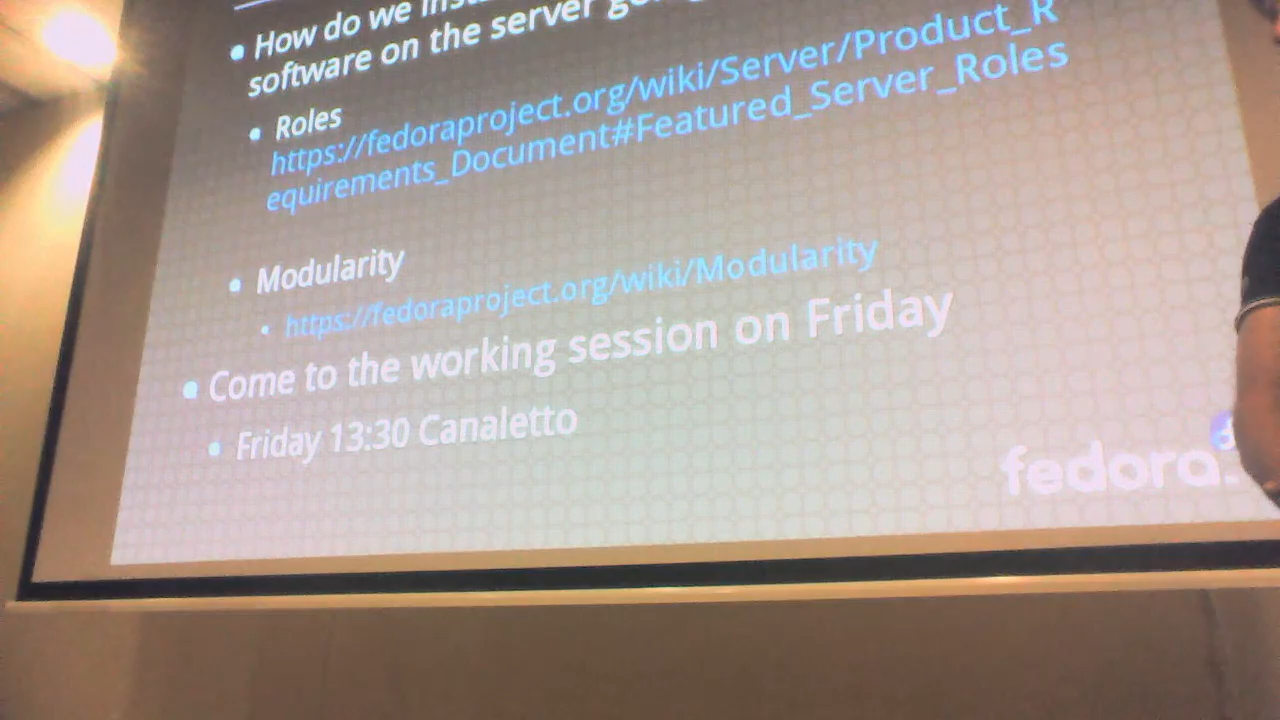 How do we
software on the server
Roles
https://fedoraproject.org/wiki/Server/Product_R
equirements_Document#Featured_Server_Roles
Modularity
https://fedoraproject.org/wiki/Modularity
Come to the working session on Friday
Friday 13:30 Canaletto
fedora